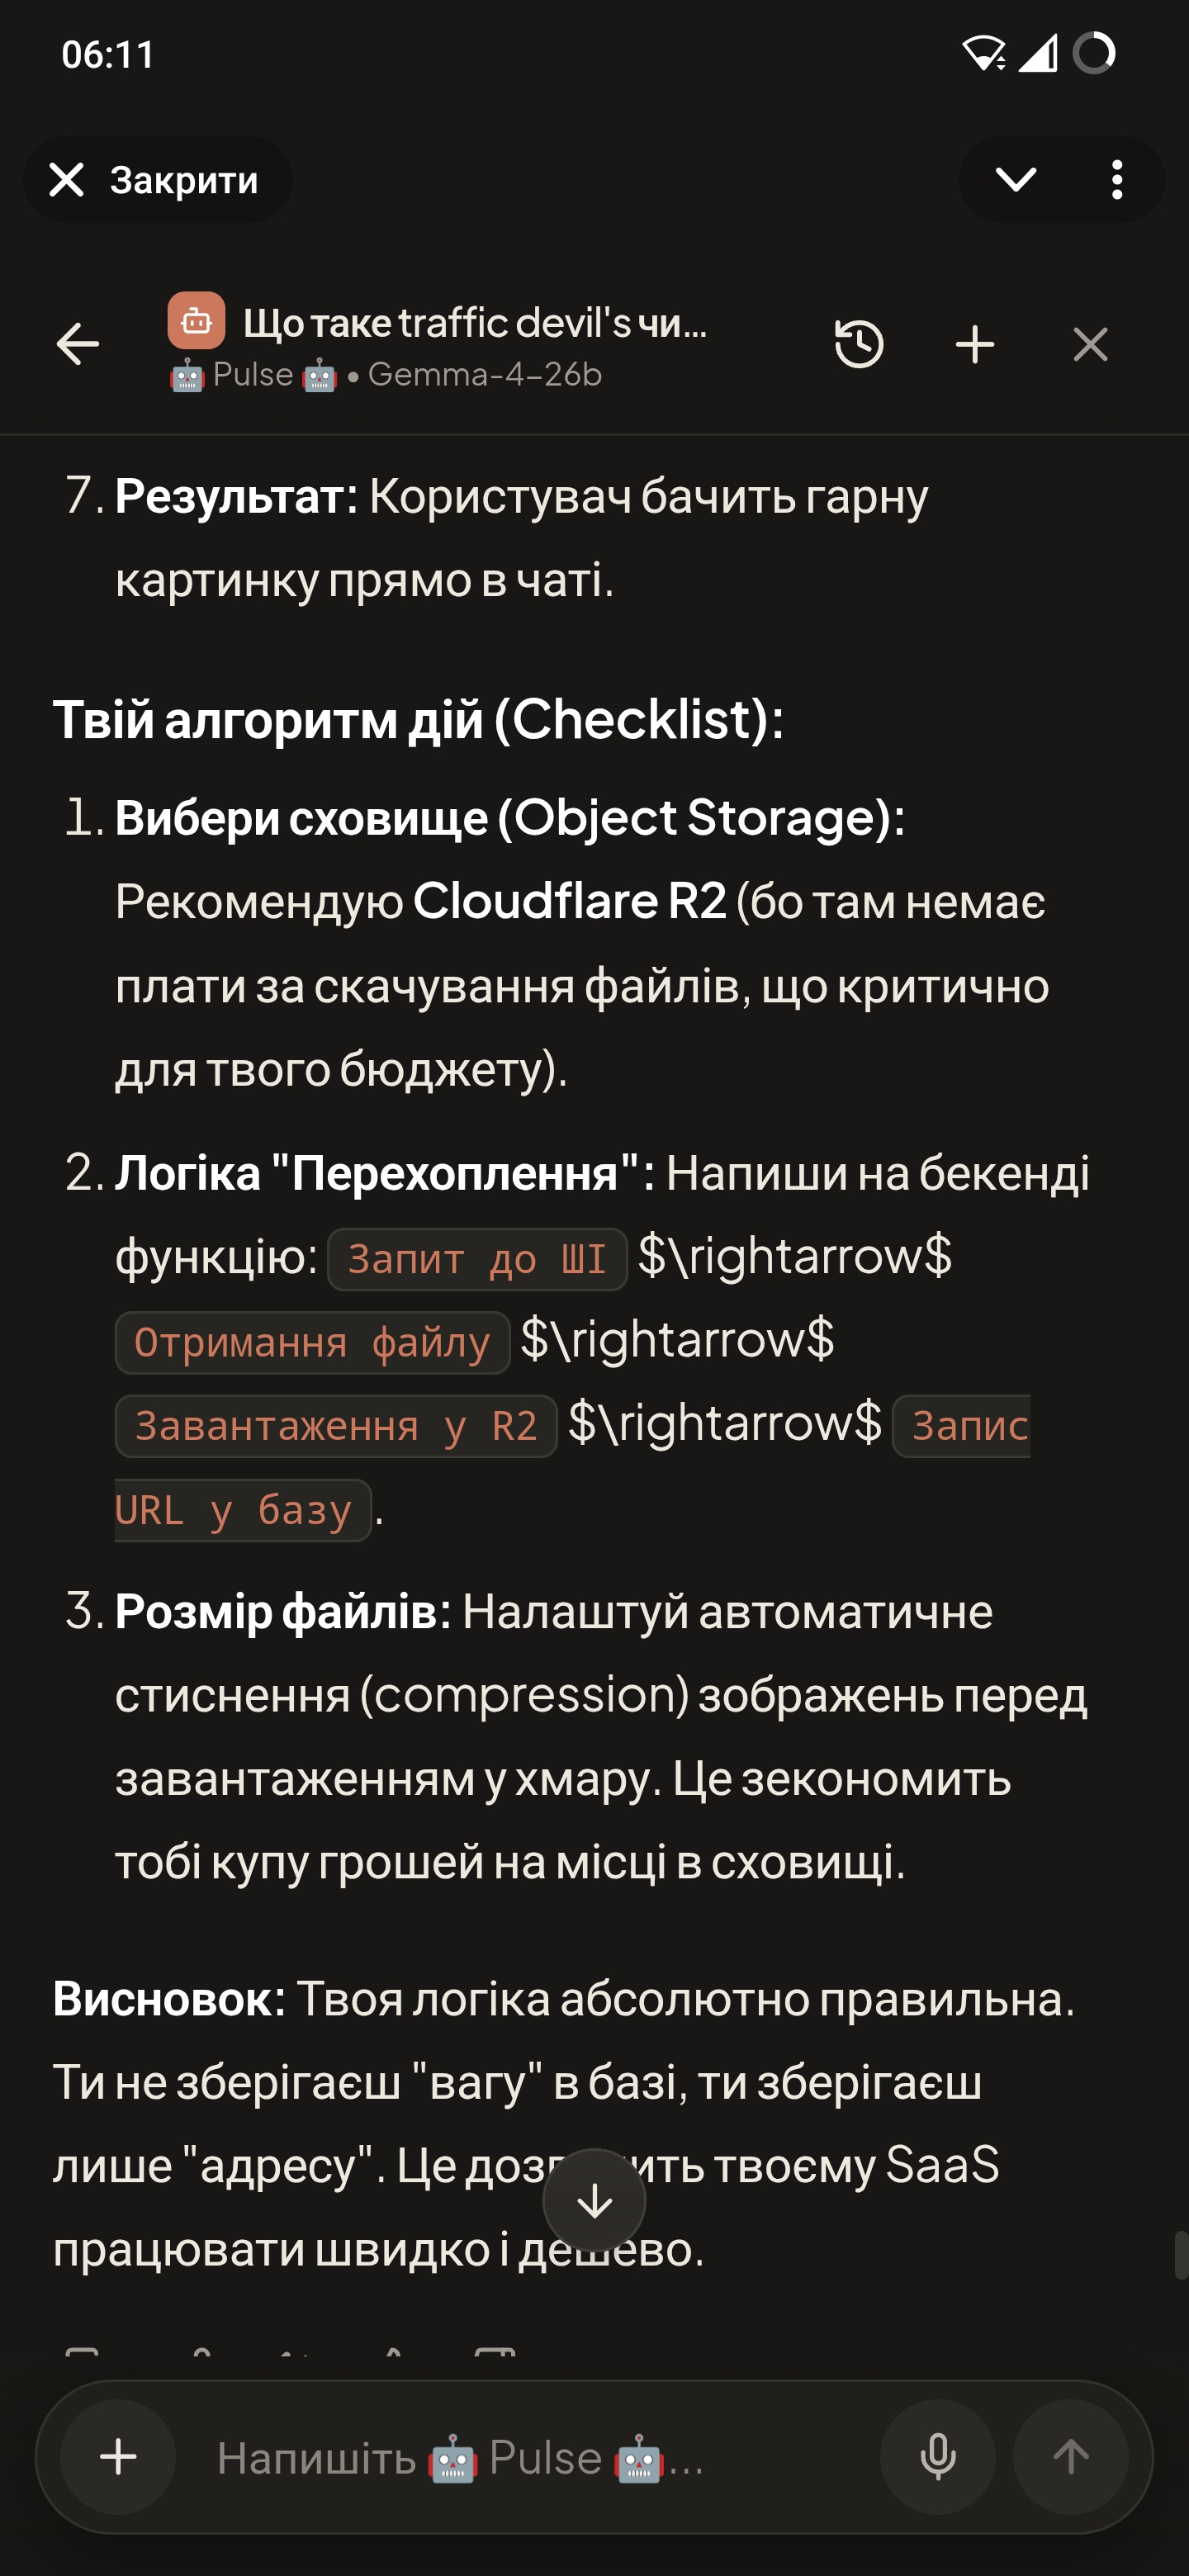 06:11
Закрити
Що таке traffic devil's чи...
🤖 Pulse 🤖 • Gemma-4-26b
7. Результат: Користувач бачить гарну
картинку прямо в чаті.
Твій алгоритм дій (Checklist):
1. Вибери сховище (Object Storage):
Рекомендую Cloudflare R2 (бо там немає
плати за скачування файлів, що критично
для твого бюджету).
2. Логіка "Перехоплення": Напиши на бекенді
функцію: Запит до ШІ $\rightarrow$
Отримання файлу $\rightarrow$
Завантаження у R2 $\rightarrow$ Запис
URL у базу.
3. Розмір файлів: Налаштуй автоматичне
стиснення (compression) зображень перед
завантаженням у хмару. Це зекономить
тобі купу грошей на місці в сховищі.
Висновок: Твоя логіка абсолютно правильна.
Ти не зберігаєш "вагу" в базі, ти зберігаєш
лише "адресу". Це твоєму SaaS
працювати швидко і дешево.
Напишіть 🤖 Pulse 🤖...